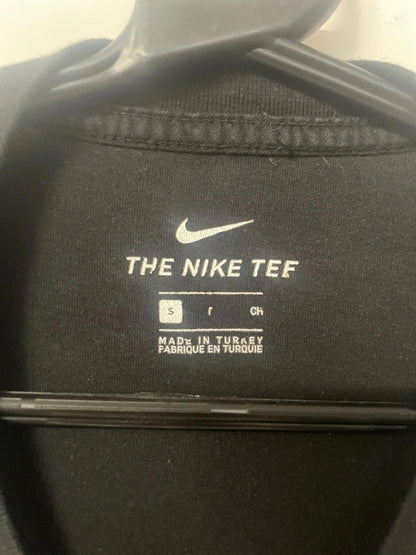 THE NIKE TEE
S P CH
MADE IN TURKEY
FABRIQUE EN TURQUIE